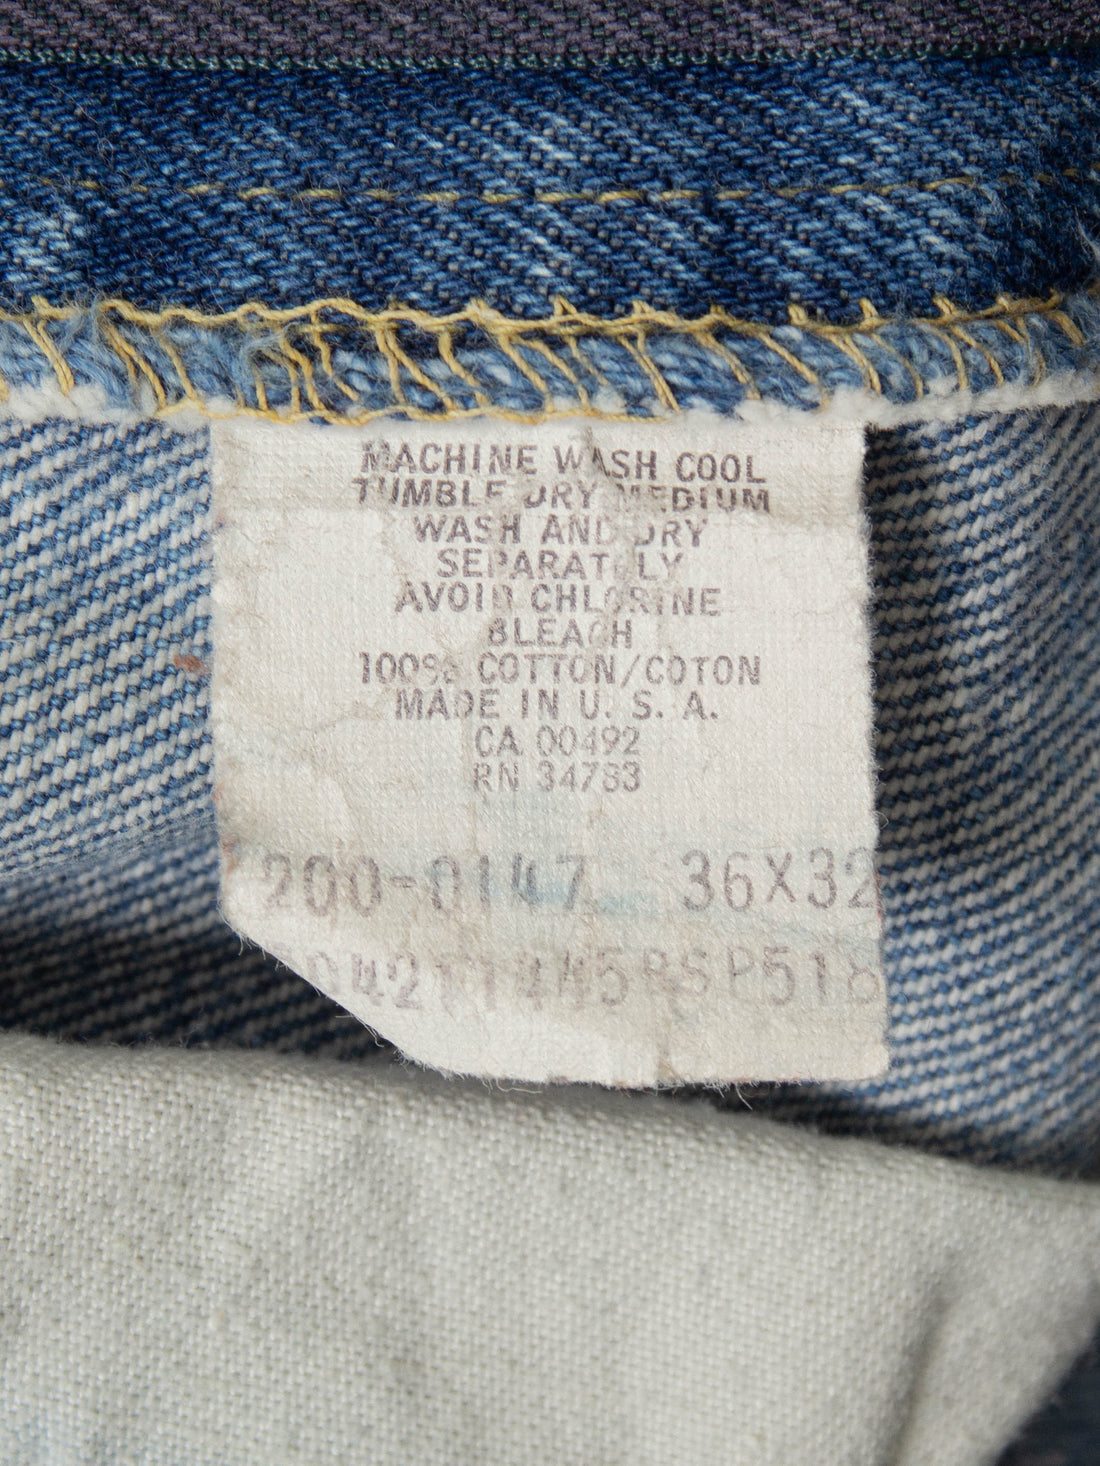 MACHINE WASH COOL
TUMBLE DRY MEDIUM
WASH AND DRY
SEPARATELY
AVOID CHLORINE
BLEACH
100% COTTON/COTON
MADE IN U. S. A.
CA 00492
RN 34783
200-0147 36X32